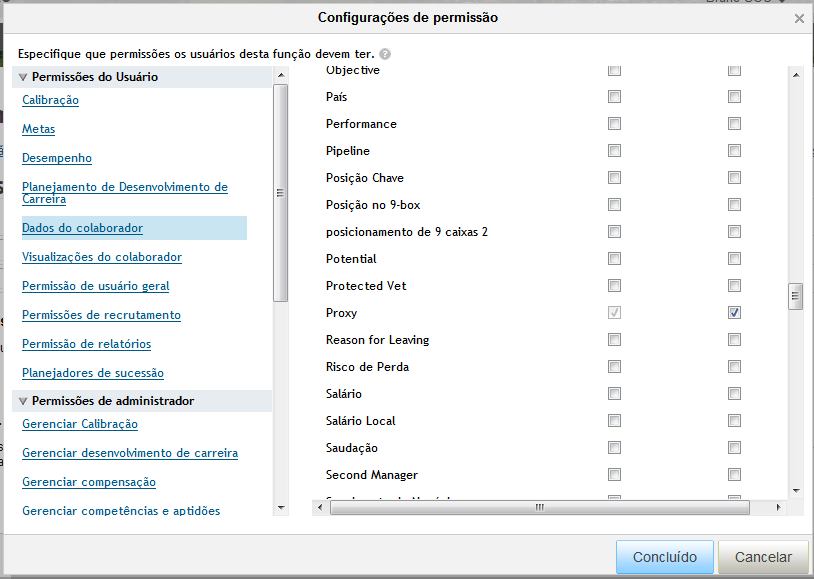 Configurações de permissão
Especifique que permissões os usuários desta função devem ter.
Permissões do Usuário
Calibração
Metas
Desempenho
Planejamento de Desenvolvimento de
Carreira
Dados do colaborador
Visualizações do colaborador
Permissão de usuário geral
Permissões de recrutamento
Permissão de relatórios
Planejadores de sucessão
Permissões de administrador
Gerenciar Calibração
Gerenciar desenvolvimento de carreira
Gerenciar compensação
Gerenciar competências e aptidões
Objective
País
Performance
Pipeline
Posição Chave
Posição no 9-box
posicionamento de 9 caixas 2
Potential
Protected Vet
Proxy
Reason for Leaving
Risco de Perda
Salário
Salário Local
Saudação
Second Manager
Concluído
Cancelar